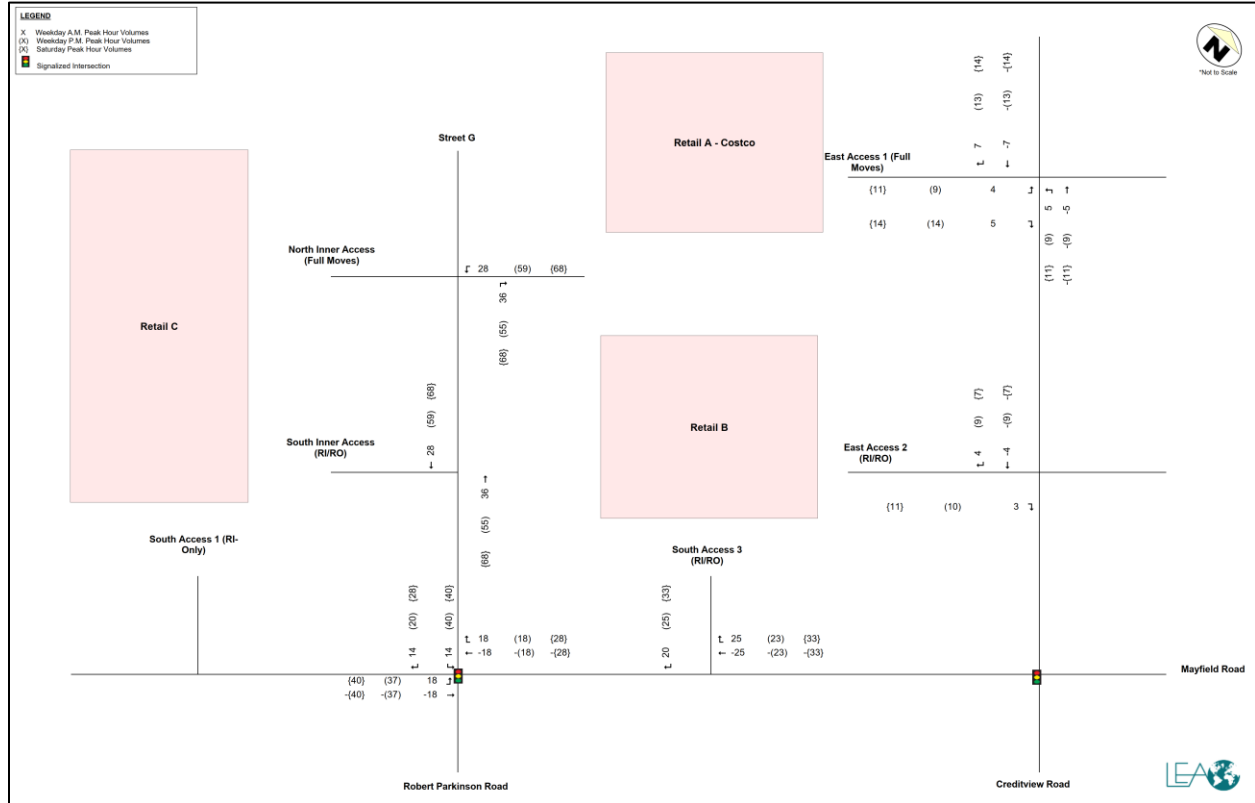 LEGEND
X Weekday A.M. Peak Hour Volumes
(X) Weekday P.M. Peak Hour Volumes
{X} Saturday Peak Hour Volumes
Signalized Intersection
N
*Not to Scale
Street G
Retail A - Costco
Retail C
Retail B
North Inner Access
(Full Moves)
28 (59) {68}
36 (55) {68}
South Inner Access
(RI/RO)
28 (59) {68}
36 (55) {68}
South Access 1 (RI-
Only)
14 (20) {28}
14 (40) {40}
18 (18) {28}
-18 -(18) -{28}
{40} (37) 18
-{40} -(37) -18
South Access 3
(RI/RO)
20 (25) {33}
25 (23) {33}
-25 -(23) -{33}
East Access 1 (Full
Moves)
7 (13) {14}
-7 -(13) -{14}
{11} (9) 4
{14} (14) 5
5 (9) {11}
-5 -(9) -{11}
East Access 2
(RI/RO)
4 (9) {7}
-4 -(9) -{7}
{11} (10) 3
Mayfield Road
Robert Parkinson Road
Creditview Road
LEA